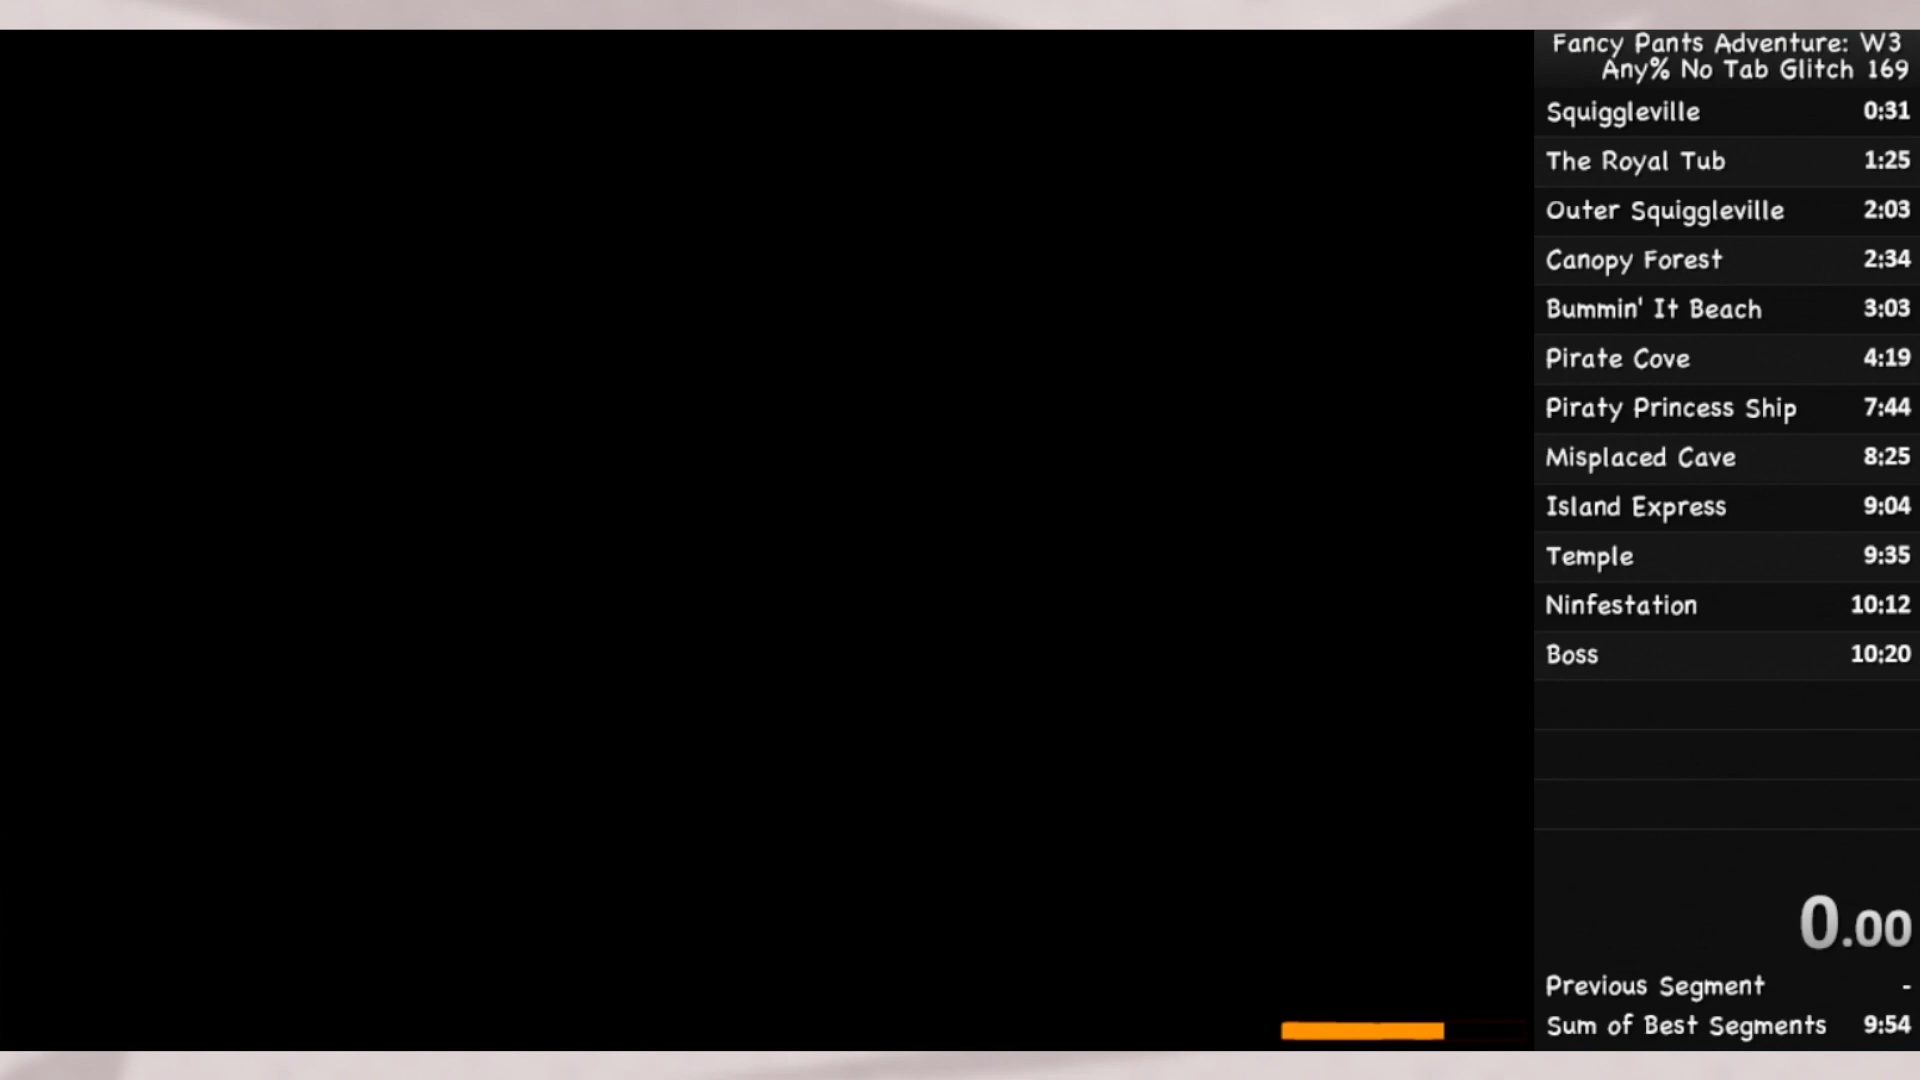 Fancy Pants Adventure: W3
Any% No Tab Glitch 169
Squiggleville 0:31
The Royal Tub 1:25
Outer Squiggleville 2:03
Canopy Forest 2:34
Bummin' It Beach 3:03
Pirate Cove 4:19
Piraty Princess Ship 7:44
Misplaced Cave 8:25
Island Express 9:04
Temple 9:35
Ninfestation 10:12
Boss 10:20
0.00
Previous Segment -
Sum of Best Segments 9:54